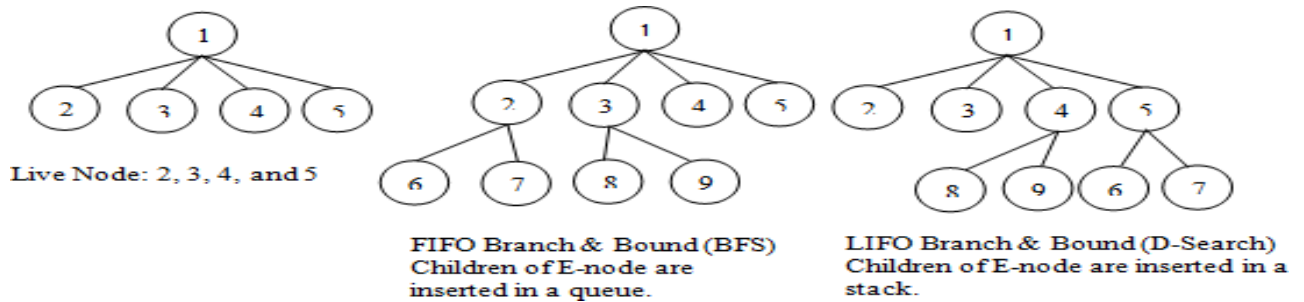 1
2 3 4 5
Live Node: 2, 3, 4, and 5
1
2 3 4 5
6 7 8 9
FIFO Branch & Bound (BFS)
Children of E-node are
inserted in a queue.
1
2 3 4 5
8 9 6 7
LIFO Branch & Bound (D-Search)
Children of E-node are inserted in a
stack.